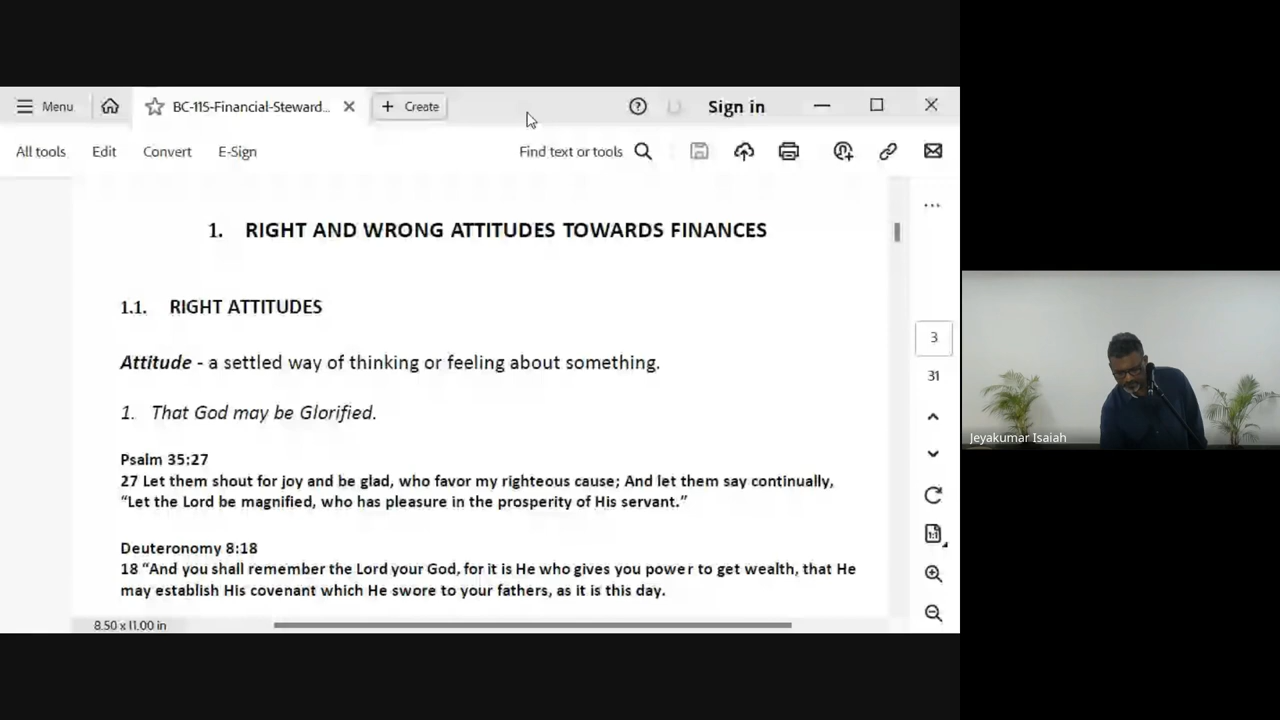 Menu
BC-115-Financial-Steward...
Create
Sign in
All tools
Edit
Convert
E-Sign
Find text or tools
1. RIGHT AND WRONG ATTITUDES TOWARDS FINANCES
1.1. RIGHT ATTITUDES
Attitude - a settled way of thinking or feeling about something.
1. That God may be Glorified.
Psalm 35:27
27 Let them shout for joy and be glad, who favor my righteous cause; And let them say continually,
“Let the Lord be magnified, who has pleasure in the prosperity of His servant.”
Deuteronomy 8:18
18 “And you shall remember the Lord your God, for it is He who gives you power to get wealth, that He
may establish His covenant which He swore to your fathers, as it is this day.
8.50 x 11.00 in
3
31
1:1
Jeyakumar Isaiah